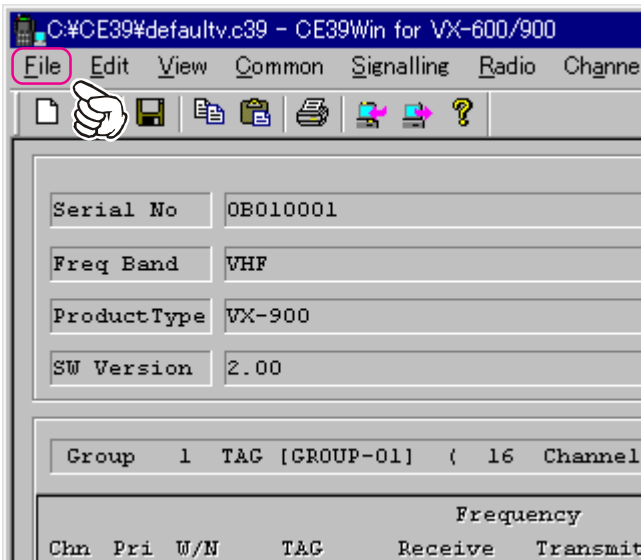 C:¥CE39¥defaultv.c39 - CE39Win for VX-600/900
File Edit View Common Signalling Radio Channe
Serial No 0B010001
Freq Band VHF
ProductType VX-900
SW Version 2.00
Group 1 TAG [GROUP-01] ( 16 Channel
Frequency
Chn Pri W/N TAG Receive Transmit